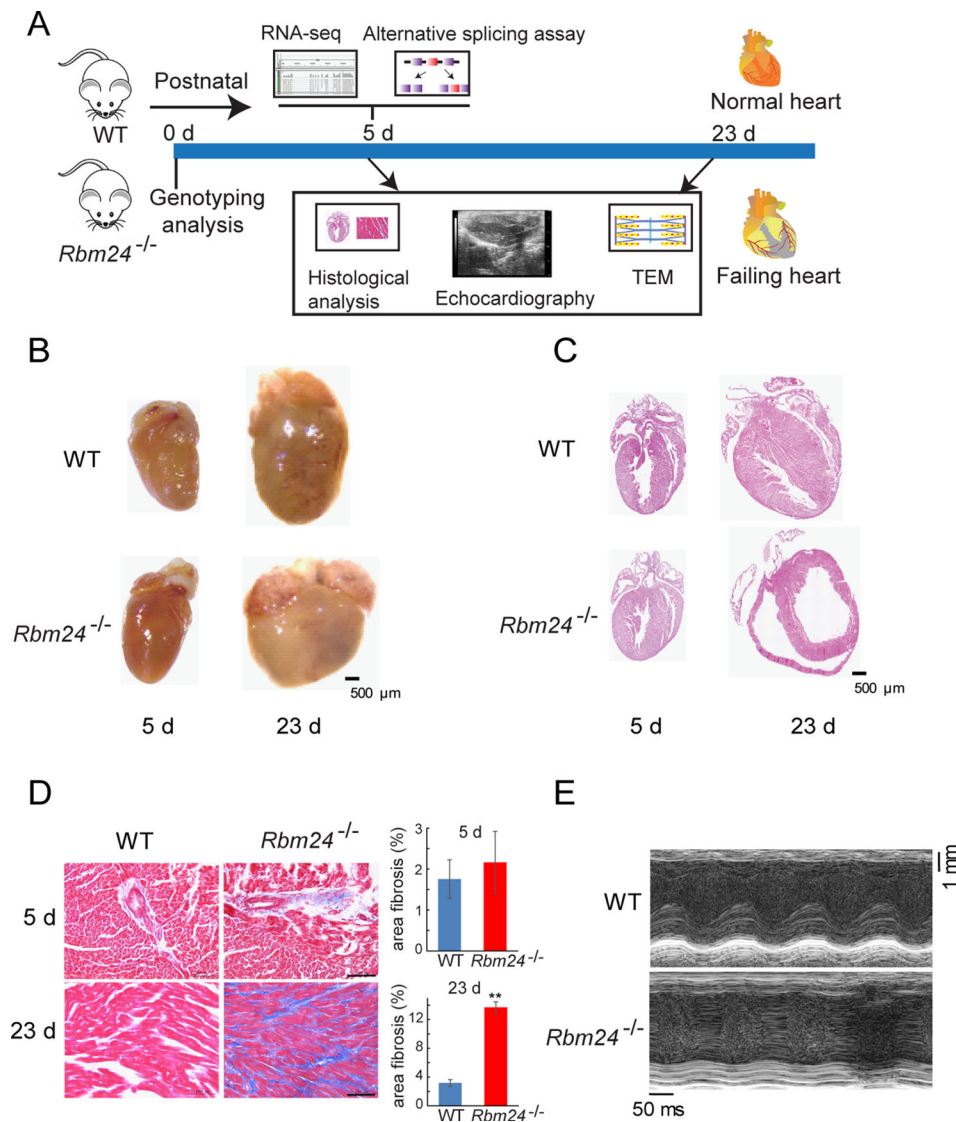 A
RNA-seq
Alternative splicing assay
Postnatal
WT
0 d
5 d
23 d
Normal heart
Genotyping
analysis
Rbm24 -/-
Histological
analysis
Echocardiography
TEM
Failing heart
B
WT
Rbm24 -/-
500 µm
5 d
23 d
C
WT
Rbm24 -/-
500 µm
5 d
23 d
D
WT
Rbm24 -/-
5 d
23 d
area fibrosis (%)
5 d
3
2
1
0
WT
Rbm24 -/-
area fibrosis (%)
23 d
**
12
8
4
0
WT Rbm24 -/-
E
WT
1 mm
Rbm24 -/-
50 ms